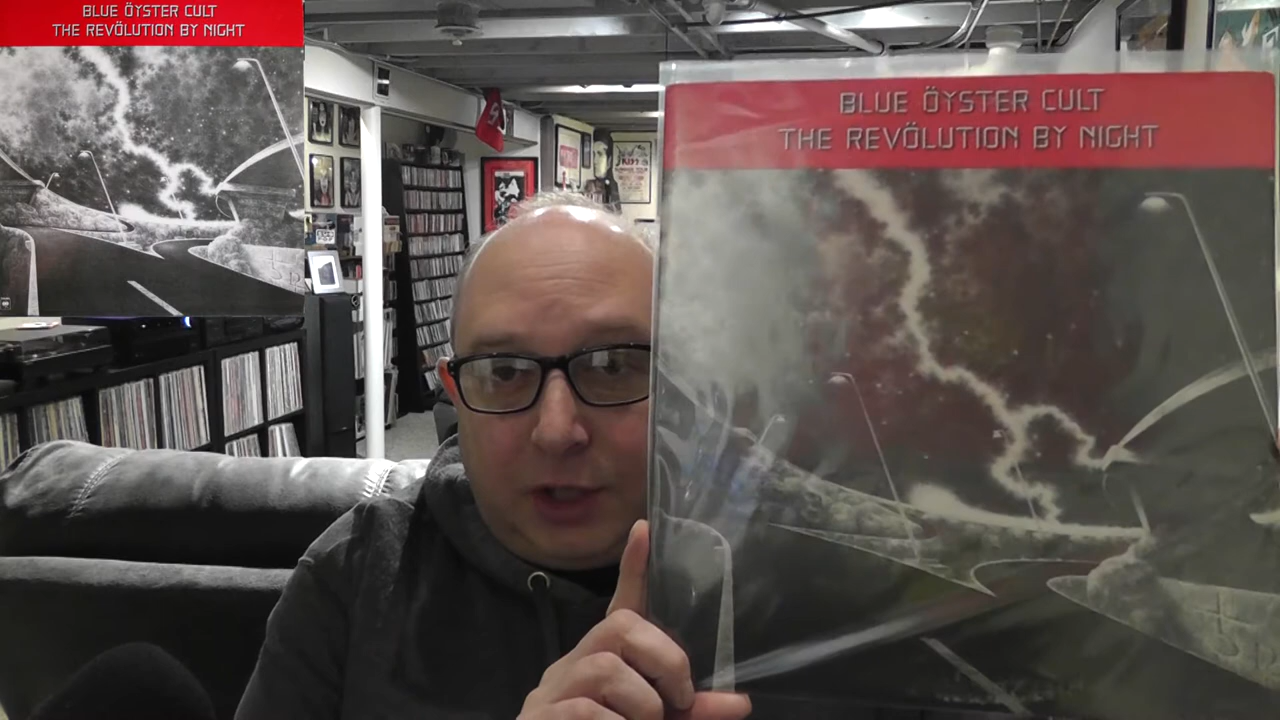 BLUE ÖYSTER CULT
THE REVÖLUTION BY NIGHT
BLUE ÖYSTER CULT
THE REVÖLUTION BY NIGHT
KISS